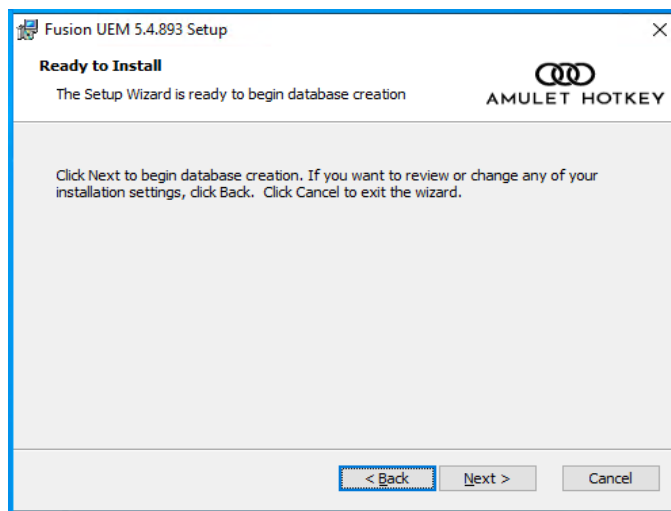 Fusion UEM 5.4.893 Setup
Ready to Install
The Setup Wizard is ready to begin database creation
AMULET HOTKEY
Click Next to begin database creation. If you want to review or change any of your
installation settings, click Back.  Click Cancel to exit the wizard.
< Back
Next >
Cancel